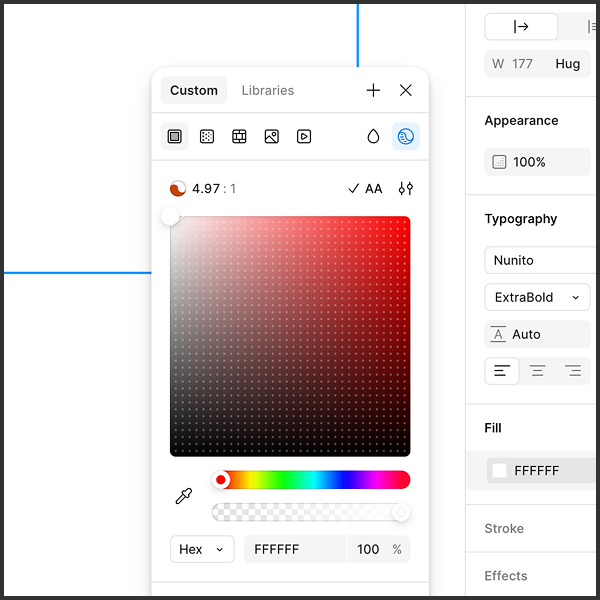 Custom
Libraries
4.97 : 1
AA
Hex
FFFFFF
100 %
W 177
Hug
Appearance
100%
Typography
Nunito
ExtraBold
A Auto
Fill
FFFFFF
Stroke
Effects